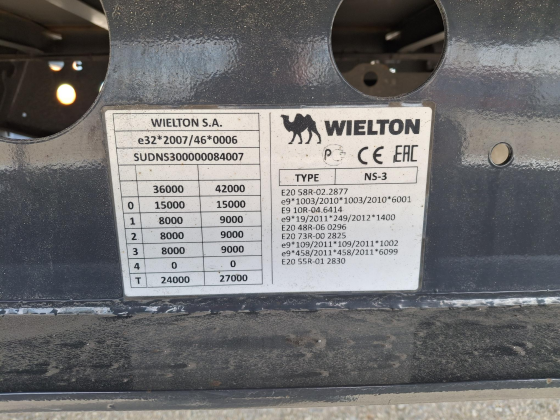 WIELTON S.A.
e32*2007/46*0006
SUDNS300000084007
36000 42000
0 15000 15000
1 8000 9000
2 8000 9000
3 8000 9000
4 0 0
T 24000 27000
WIELTON
CE EAC
TYPE NS-3
E20 58R-02.2877
e9*1003/2010*1003/2010*6001
E9 10R-04.6414
e9*19/2011*249/2012*1400
E20 48R-06 0296
E20 73R-00 2825
e9*109/2011*109/2011*1002
e9*458/2011*458/2011*6099
E20 55R-01 2830